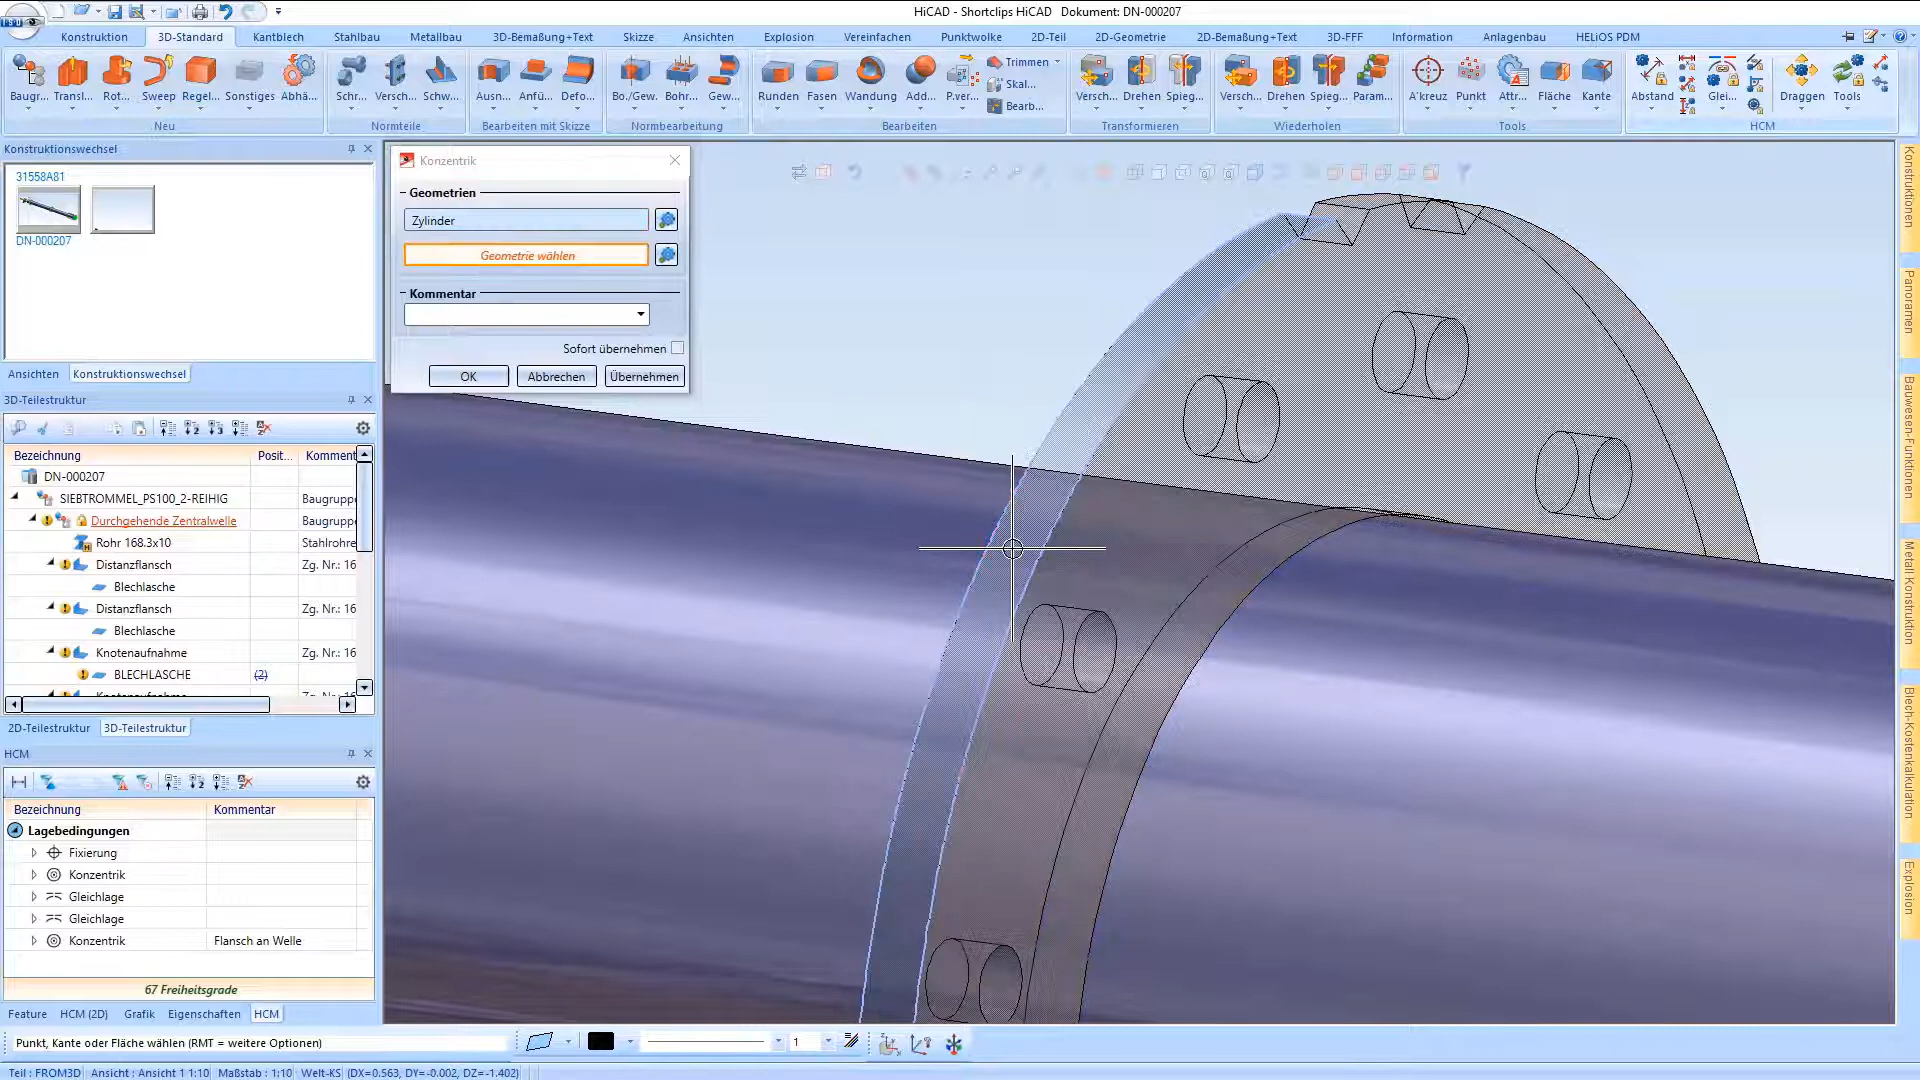 HiCAD - Shortclips HiCAD   Dokument: DN-000207
Konstruktion
3D-Standard
Kantblech
Stahlbau
Metallbau
3D-Bemaßung+Text
Skizze
Ansichten
Explosion
Vereinfachen
Punktwolke
2D-Teil
2D-Geometrie
2D-Bemaßung+Text
3D-FFF
Information
Anlagenbau
HELiOS PDM
Baugr...
Transl...
Rot...
Sweep
Regel...
Sonstiges
Abhä...
Schr...
Versch...
Schw...
Ausn...
Anfü...
Defo...
Bo./Gew.
Bohr...
Gew...
Runden
Fasen
Wandung
Add...
P.ver...
Trimmen
Skal...
Bearb...
Versch...
Drehen
Spieg...
Versch...
Drehen
Spieg...
Param...
A'kreuz
Punkt
Attr...
Fläche
Kante
Abstand
Glei...
Draggen
Tools
Neu
Normteile
Bearbeiten mit Skizze
Normbearbeitung
Bearbeiten
Transformieren
Wiederholen
Tools
HCM
Konstruktionswechsel
31558A81
DN-000207
Ansichten
Konstruktionswechsel
3D-Teilestruktur
Bezeichnung
Posit...
Komment
DN-000207
SIEBTROMMEL_PS100_2-REIHIG
Baugruppe
Durchgehende Zentralwelle
Baugruppe
Rohr 168.3x10
Stahlrohre
Distanzflansch
Zg. Nr.: 16
Blechlasche
Distanzflansch
Zg. Nr.: 16
Blechlasche
Knotenaufnahme
Zg. Nr.: 16
BLECHLASCHE
(2)
2D-Teilestruktur
3D-Teilestruktur
HCM
Bezeichnung
Kommentar
Lagebedingungen
Fixierung
Konzentrik
Gleichlage
Gleichlage
Konzentrik
Flansch an Welle
67 Freiheitsgrade
Feature
HCM (2D)
Grafik
Eigenschaften
HCM
Konzentrik
Geometrien
Zylinder
Geometrie wählen
Kommentar
Sofort übernehmen
OK
Abbrechen
Übernehmen
Konstruktionen
Panoramen
Bauwesen-Funktionen
Metall Konstruktion
Blech-Kostenkalkulation
Explosion
Punkt, Kante oder Fläche wählen (RMT = weitere Optionen)
1
Teil : FROM3D
Ansicht : Ansicht 1 1:10
Maßstab : 1:10
Welt-KS
(DX=0.563, DY=-0.002, DZ=-1.402)